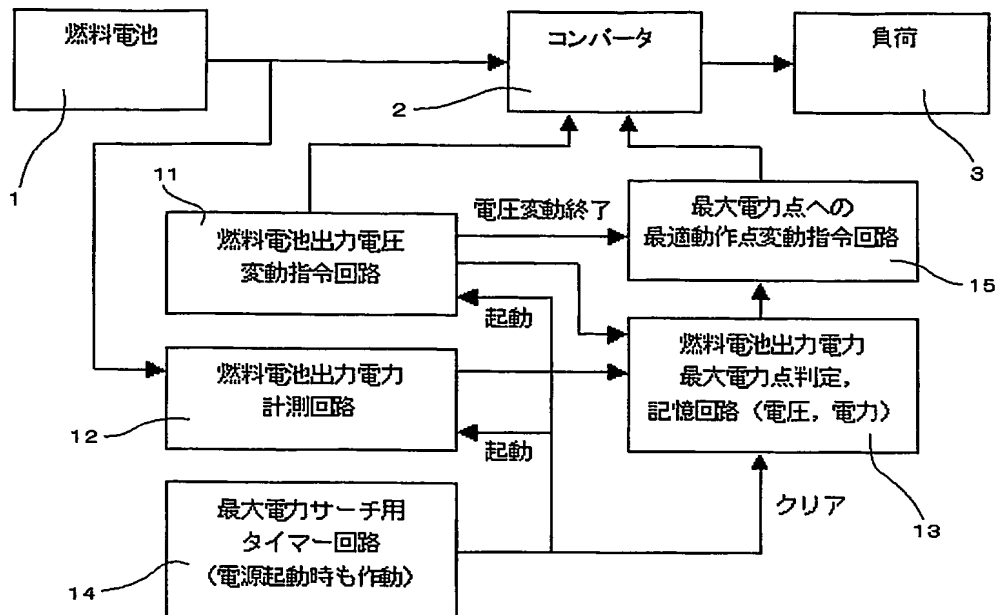 燃料電池
1
コンバータ
2
負荷
3
11
燃料電池出力電圧
変動指令回路
電圧変動終了
最大電力点への
最適動作点変動指令回路
15
起動
燃料電池出力電力
計測回路
12
起動
燃料電池出力電力
最大電力点判定,
記憶回路（電圧，電力）
13
クリア
最大電力サーチ用
タイマー回路
（電源起動時も作動）
14